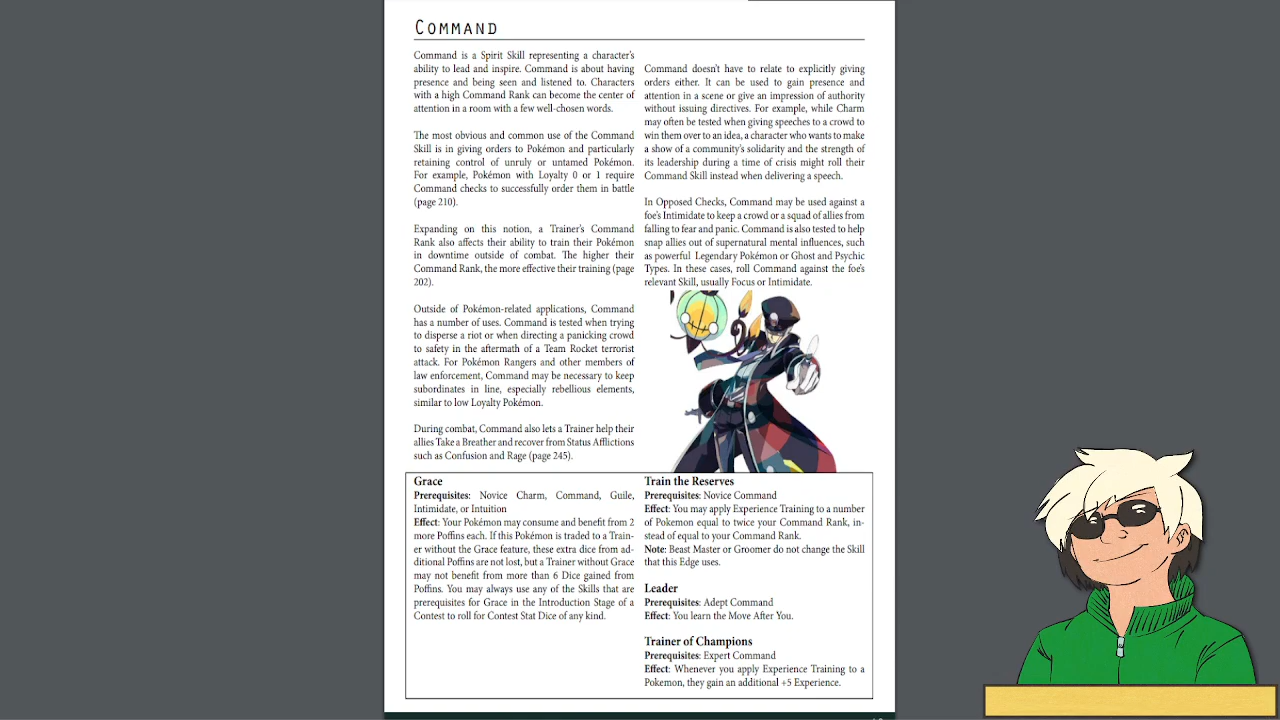 COMMAND
Command is a Spirit Skill representing a character's
ability to lead and inspire. Command is about having
presence and being seen and listened to. Characters
with a high Command Rank can become the center of
attention in a room with a few well-chosen words.
The most obvious and common use of the Command
Skill is in giving orders to Pokémon and particularly
retaining control of unruly or untamed Pokémon.
For example, Pokémon with Loyalty 0 or 1 require
Command checks to successfully order them in battle
(page 210).
Expanding on this notion, a Trainer's Command
Rank also affects their ability to train their Pokémon
in downtime outside of combat. The higher their
Command Rank, the more effective their training (page
202).
Outside of Pokémon-related applications, Command
has a number of uses. Command is tested when trying
to disperse a riot or when directing a panicking crowd
to safety in the aftermath of a Team Rocket terrorist
attack. For Pokémon Rangers and other members of
law enforcement, Command may be necessary to keep
subordinates in line, especially rebellious elements,
similar to low Loyalty Pokémon.
During combat, Command also lets a Trainer help their
allies Take a Breather and recover from Status Afflictions
such as Confusion and Rage (page 245).
Command doesn't have to relate to explicitly giving
orders either. It can be used to gain presence and
attention in a scene or give an impression of authority
without issuing directives. For example, while Charm
may often be tested when giving speeches to a crowd to
win them over to an idea, a character who wants to make
a show of a community's solidarity and the strength of
its leadership during a time of crisis might roll their
Command Skill instead when delivering a speech.
In Opposed Checks, Command may be used against a
foe's Intimidate to keep a crowd or a squad of allies from
falling to fear and panic. Command is also tested to help
snap allies out of supernatural mental influences, such
as powerful Legendary Pokémon or Ghost and Psychic
Types. In these cases, roll Command against the foe's
relevant Skill, usually Focus or Intimidate.
Grace
Prerequisites: Novice Charm, Command, Guile,
Intimidate, or Intuition
Effect: Your Pokémon may consume and benefit from 2
more Poffins each. If this Pokémon is traded to a Train-
er without the Grace feature, these extra dice from ad-
ditional Poffins are not lost, but a Trainer without Grace
may not benefit from more than 6 Dice gained from
Poffins. You may always use any of the Skills that are
prerequisites for Grace in the Introduction Stage of a
Contest to roll for Contest Stat Dice of any kind.
Train the Reserves
Prerequisites: Novice Command
Effect: You may apply Experience Training to a number
of Pokemon equal to twice your Command Rank, in-
stead of equal to your Command Rank.
Note: Beast Master or Groomer do not change the Skill
that this Edge uses.
Leader
Prerequisites: Adept Command
Effect: You learn the Move After You.
Trainer of Champions
Prerequisites: Expert Command
Effect: Whenever you apply Experience Training to a
Pokemon, they gain an additional +5 Experience.